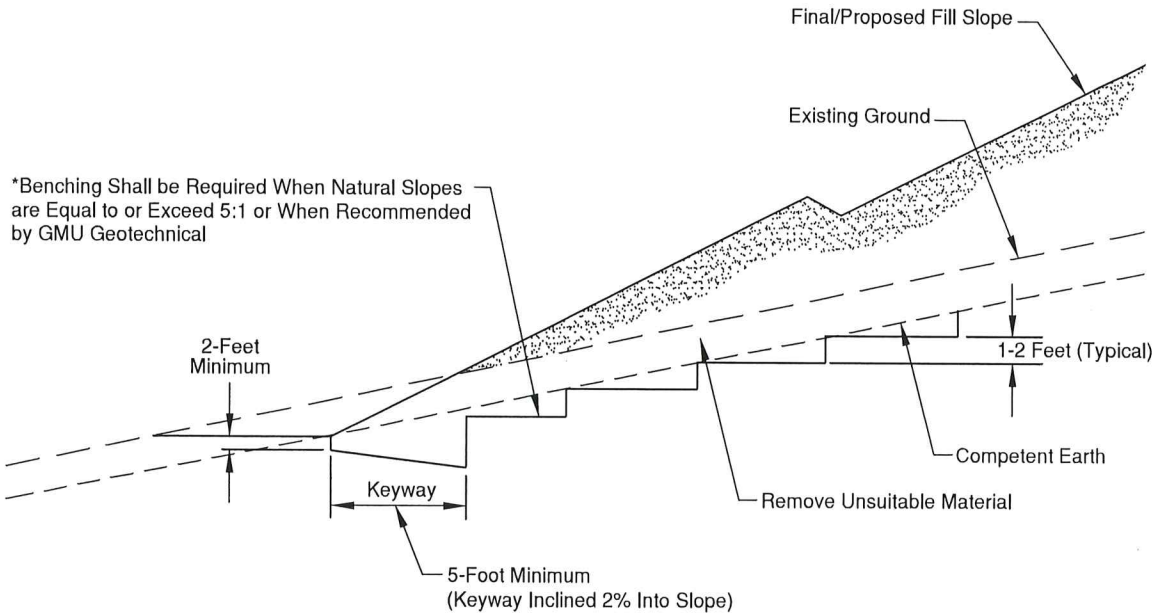 Final/Proposed Fill Slope
Existing Ground
*Benching Shall be Required When Natural Slopes
are Equal to or Exceed 5:1 or When Recommended
by GMU Geotechnical
2-Feet
Minimum
1-2 Feet (Typical)
Competent Earth
Keyway
Remove Unsuitable Material
5-Foot Minimum
(Keyway Inclined 2% Into Slope)